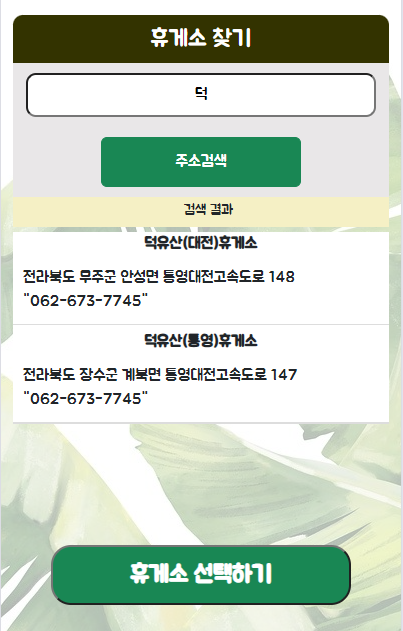 휴게소 찾기
덕
주소검색
검색 결과
덕유산(대전)휴게소
전라북도 무주군 안성면 통영대전고속도로 148
"062-673-7745"
덕유산(통영)휴게소
전라북도 장수군 계북면 통영대전고속도로 147
"062-673-7745"
휴게소 선택하기